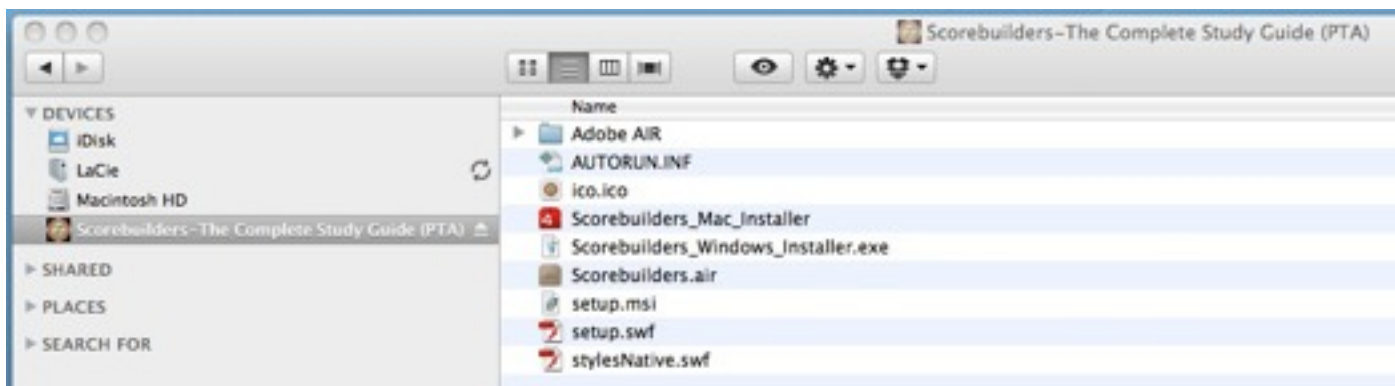 Scorebuilders-The Complete Study Guide (PTA)
DEVICES
iDisk
LaCie
Macintosh HD
Scorebuilders-The Complete Study Guide (PTA)
SHARED
PLACES
SEARCH FOR
Name
Adobe AIR
AUTORUN.INF
ico.ico
Scorebuilders_Mac_Installer
Scorebuilders_Windows_Installer.exe
Scorebuilders.air
setup.msi
setup.swf
stylesNative.swf